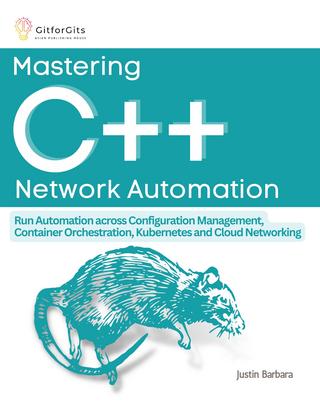 GitforGits
ASIAN PUBLISHING HOUSE
Mastering
C++
Network Automation
Run Automation across Configuration Management,
Container Orchestration, Kubernetes and Cloud Networking
Justin Barbara